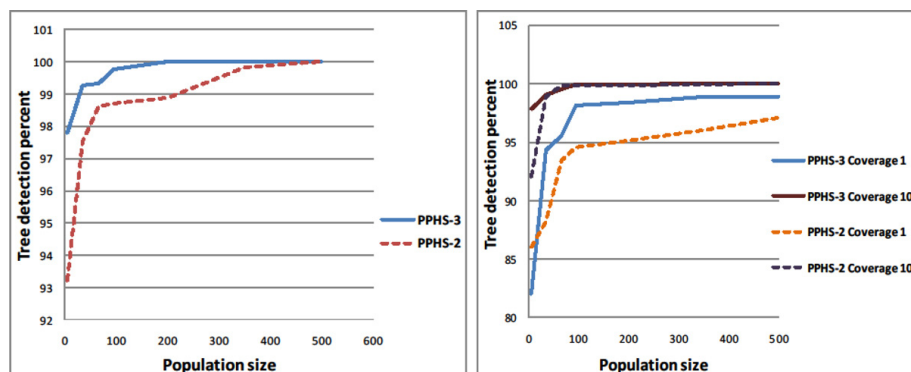 Tree detection percent
101
100
99
98
97
96
95
94
93
92
0 100 200 300 400 500 600
Population size
PPHS-3
PPHS-2
Tree detection percent
105
100
95
90
85
80
0 100 200 300 400 500
Population size
PPHS-3 Coverage 1
PPHS-3 Coverage 10
PPHS-2 Coverage 1
PPHS-2 Coverage 10